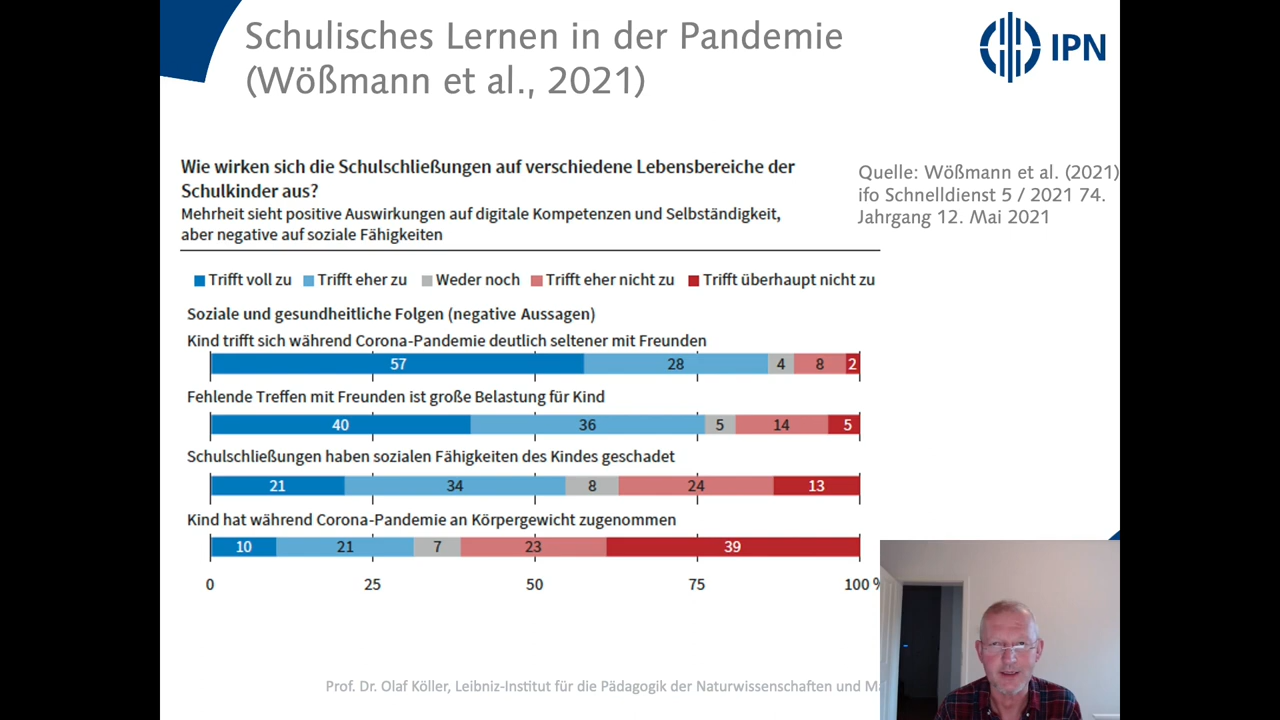 Schulisches Lernen in der Pandemie
(Wößmann et al., 2021)
IPN
Wie wirken sich die Schulschließungen auf verschiedene Lebensbereiche der
Schulkinder aus?
Mehrheit sieht positive Auswirkungen auf digitale Kompetenzen und Selbständigkeit,
aber negative auf soziale Fähigkeiten
Quelle: Wößmann et al. (2021)
ifo Schnelldienst 5 / 2021 74.
Jahrgang 12. Mai 2021
Trifft voll zu Trifft eher zu Weder noch Trifft eher nicht zu Trifft überhaupt nicht zu
Soziale und gesundheitliche Folgen (negative Aussagen)
Kind trifft sich während Corona-Pandemie deutlich seltener mit Freunden
57 28 4 8 2
Fehlende Treffen mit Freunden ist große Belastung für Kind
40 36 5 14 5
Schulschließungen haben sozialen Fähigkeiten des Kindes geschadet
21 34 8 24 13
Kind hat während Corona-Pandemie an Körpergewicht zugenommen
10 21 7 23 39
0 25 50 75 100 %
Prof. Dr. Olaf Köller, Leibniz-Institut für die Pädagogik der Naturwissenschaften und